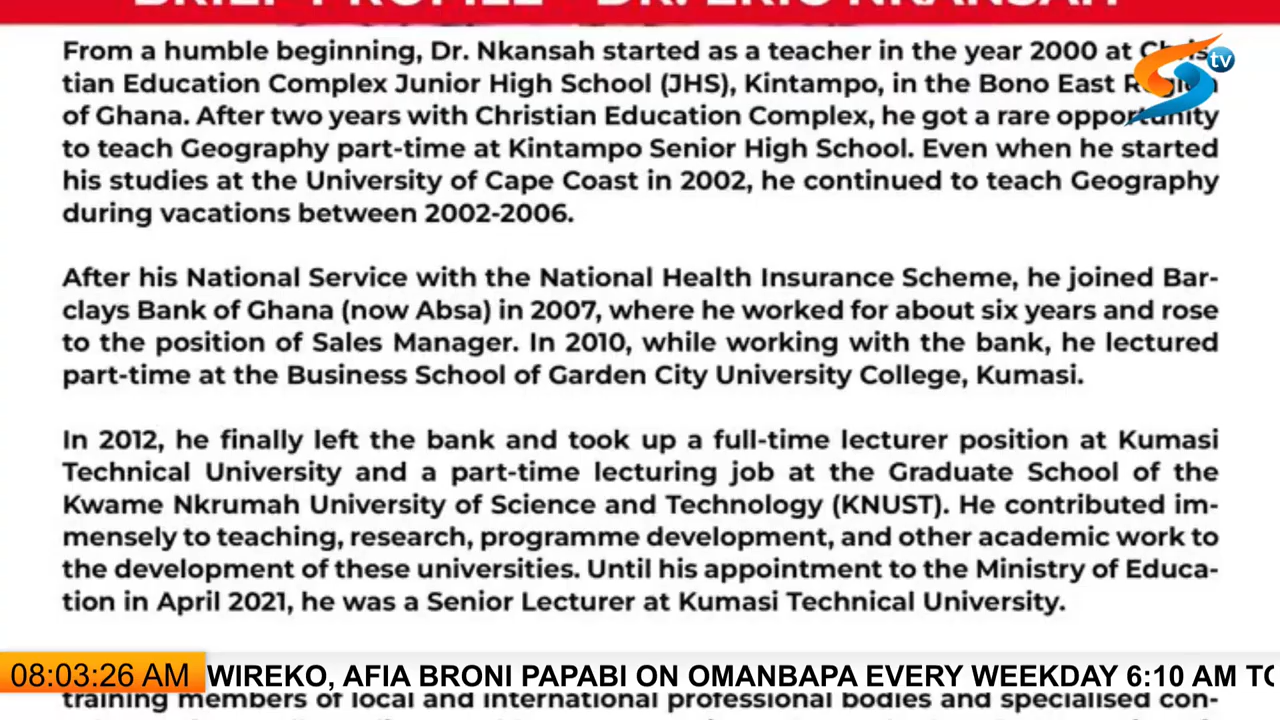 BRIEF PROFILE - DR. ERIC NKANSAH
From a humble beginning, Dr. Nkansah started as a teacher in the year 2000 at Chris-
tian Education Complex Junior High School (JHS), Kintampo, in the Bono East Region
of Ghana. After two years with Christian Education Complex, he got a rare opportunity
to teach Geography part-time at Kintampo Senior High School. Even when he started
his studies at the University of Cape Coast in 2002, he continued to teach Geography
during vacations between 2002-2006.
After his National Service with the National Health Insurance Scheme, he joined Bar-
clays Bank of Ghana (now Absa) in 2007, where he worked for about six years and rose
to the position of Sales Manager. In 2010, while working with the bank, he lectured
part-time at the Business School of Garden City University College, Kumasi.
In 2012, he finally left the bank and took up a full-time lecturer position at Kumasi
Technical University and a part-time lecturing job at the Graduate School of the
Kwame Nkrumah University of Science and Technology (KNUST). He contributed im-
mensely to teaching, research, programme development, and other academic work to
the development of these universities. Until his appointment to the Ministry of Educa-
tion in April 2021, he was a Senior Lecturer at Kumasi Technical University.
08:03:26 AM WIREKO, AFIA BRONI PAPABI ON OMANBAPA EVERY WEEKDAY 6:10 AM TO
training members of local and international professional bodies and specialised con-
tv